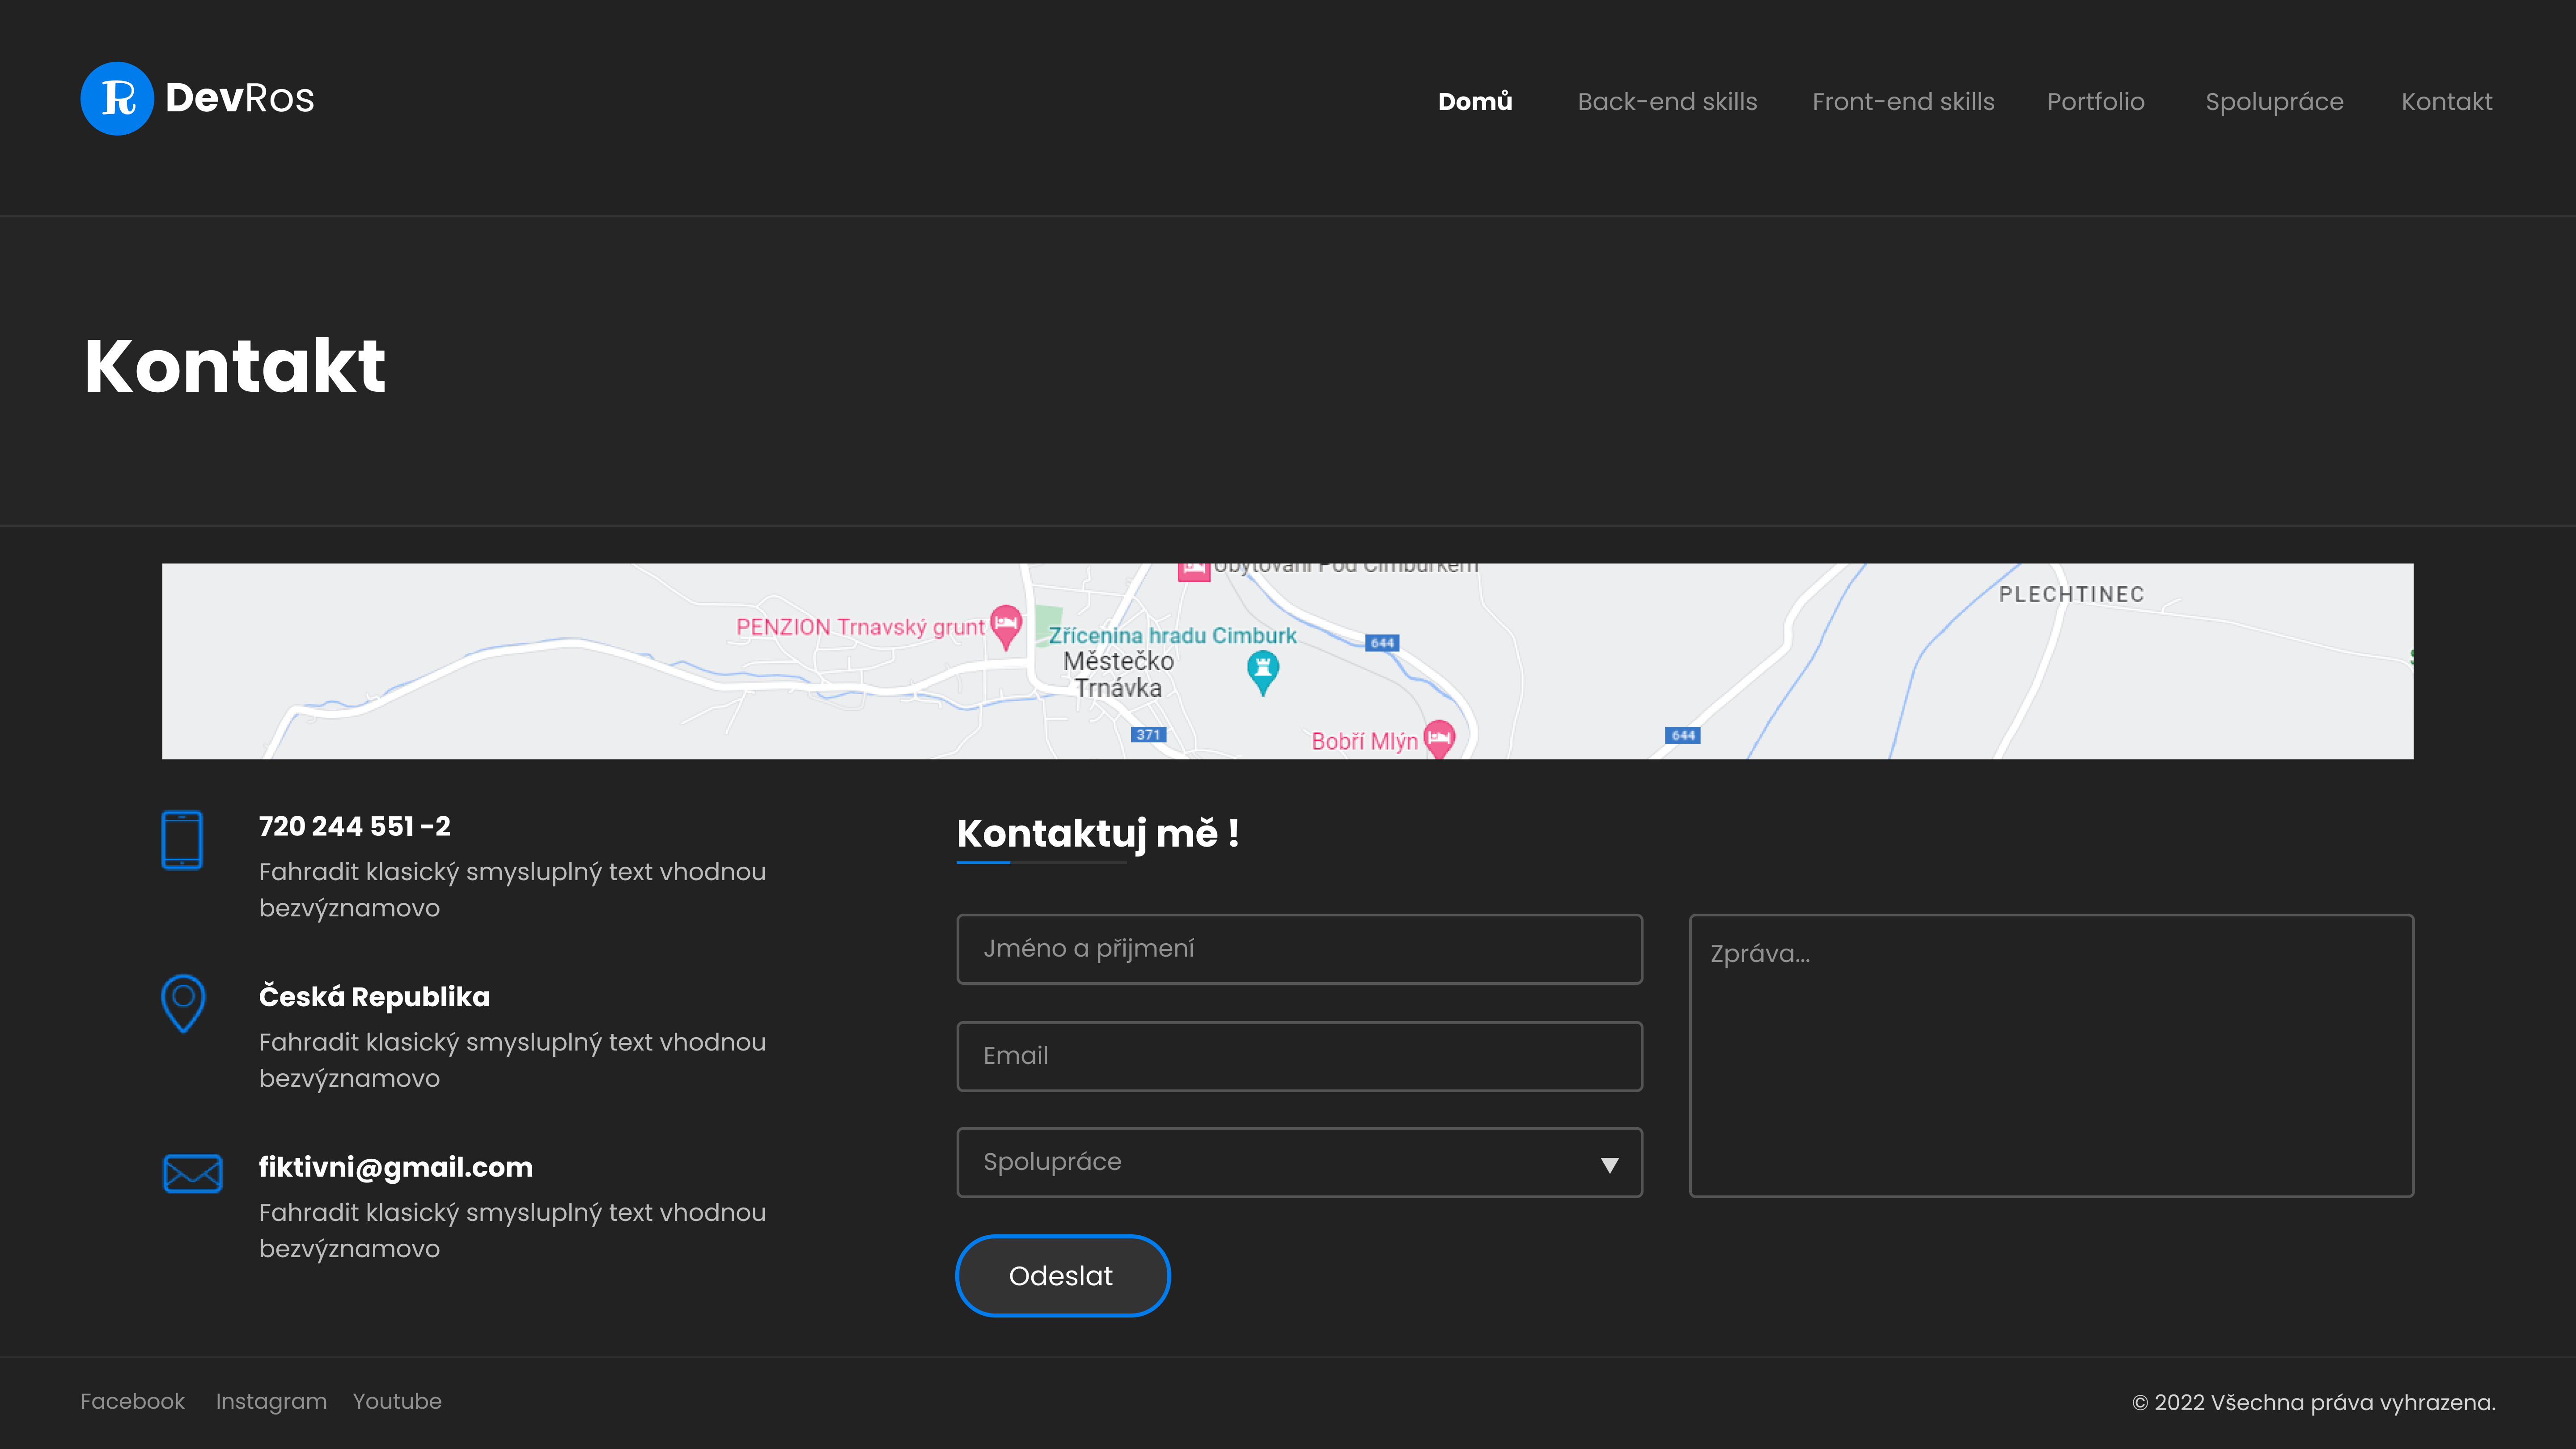 R DevRos
Domů Back-end skills Front-end skills Portfolio Spolupráce Kontakt
Kontakt
Ubytování Pod Cimburkem
PLECHTINEC
PENZION Trnavský grunt
Zřícenina hradu Cimburk
644
Městečko
Trnávka
371
Bobří Mlýn
644
720 244 551 -2
Fahradit klasický smysluplný text vhodnou
bezvýznamovo
Česká Republika
Fahradit klasický smysluplný text vhodnou
bezvýznamovo
fiktivni@gmail.com
Fahradit klasický smysluplný text vhodnou
bezvýznamovo
Kontaktuj mě !
Jméno a přijmení
Email
Spolupráce
Zpráva...
Odeslat
Facebook Instagram Youtube
© 2022 Všechna práva vyhrazena.